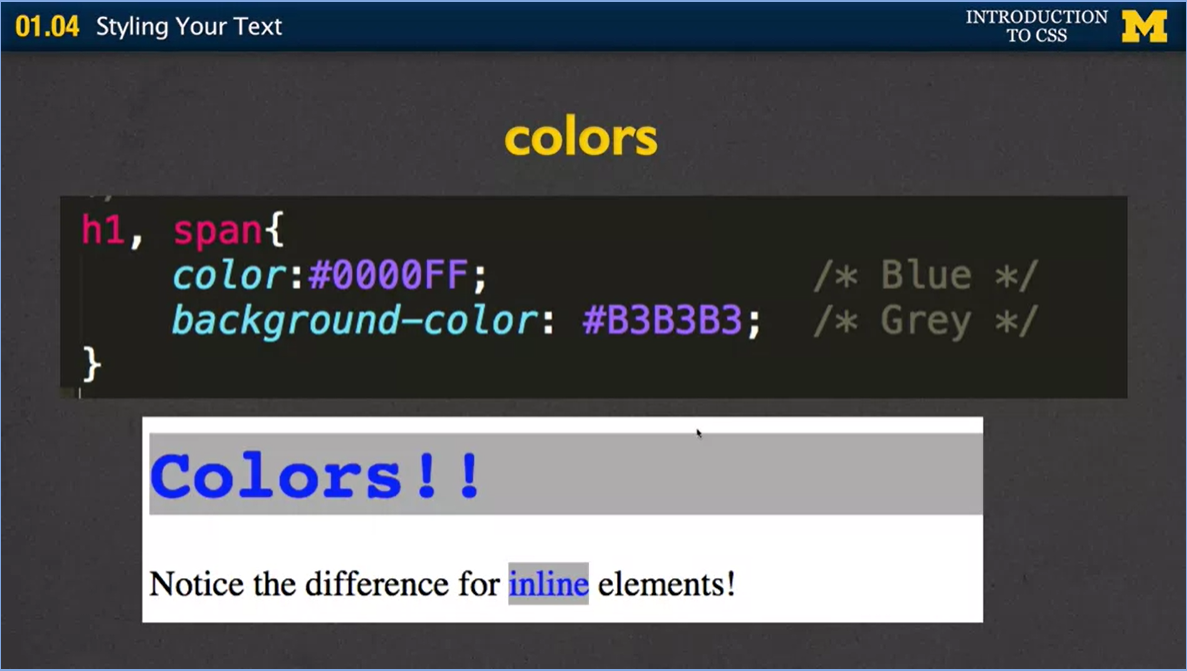 01.04 Styling Your Text
INTRODUCTION
TO CSS
M
colors
h1, span{
color:#0000FF; /* Blue */
background-color: #B3B3B3; /* Grey */
}
Colors!!
Notice the difference for inline elements!